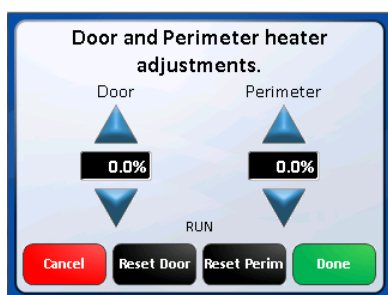 Door and Perimeter heater
adjustments.
Door Perimeter
0.0% 0.0%
RUN
Cancel Reset Door Reset Perim Done